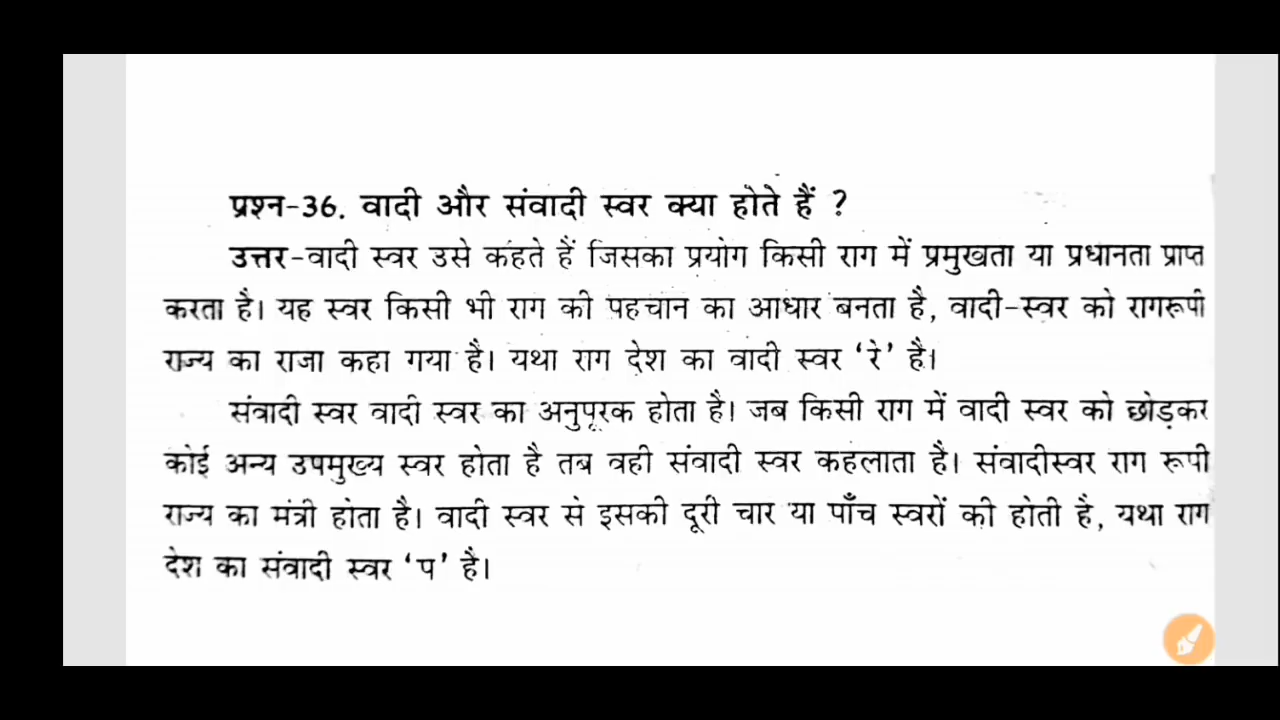 प्रश्न-36. वादी और संवादी स्वर क्या होते हैं ?
उत्तर-वादी स्वर उसे कहते हैं जिसका प्रयोग किसी राग में प्रमुखता या प्रधानता प्राप्त
करता है। यह स्वर किसी भी राग की पहचान का आधार बनता है, वादी-स्वर को रागरूपी
राज्य का राजा कहा गया है। यथा राग देश का वादी स्वर ‘रे’ है।
संवादी स्वर वादी स्वर का अनुपूरक होता है। जब किसी राग में वादी स्वर को छोड़कर
कोई अन्य उपमुख्य स्वर होता है तब वही संवादी स्वर कहलाता है। संवादीस्वर राग रूपी
राज्य का मंत्री होता है। वादी स्वर से इसकी दूरी चार या पाँच स्वरों की होती है, यथा राग
देश का संवादी स्वर ‘प’ है।